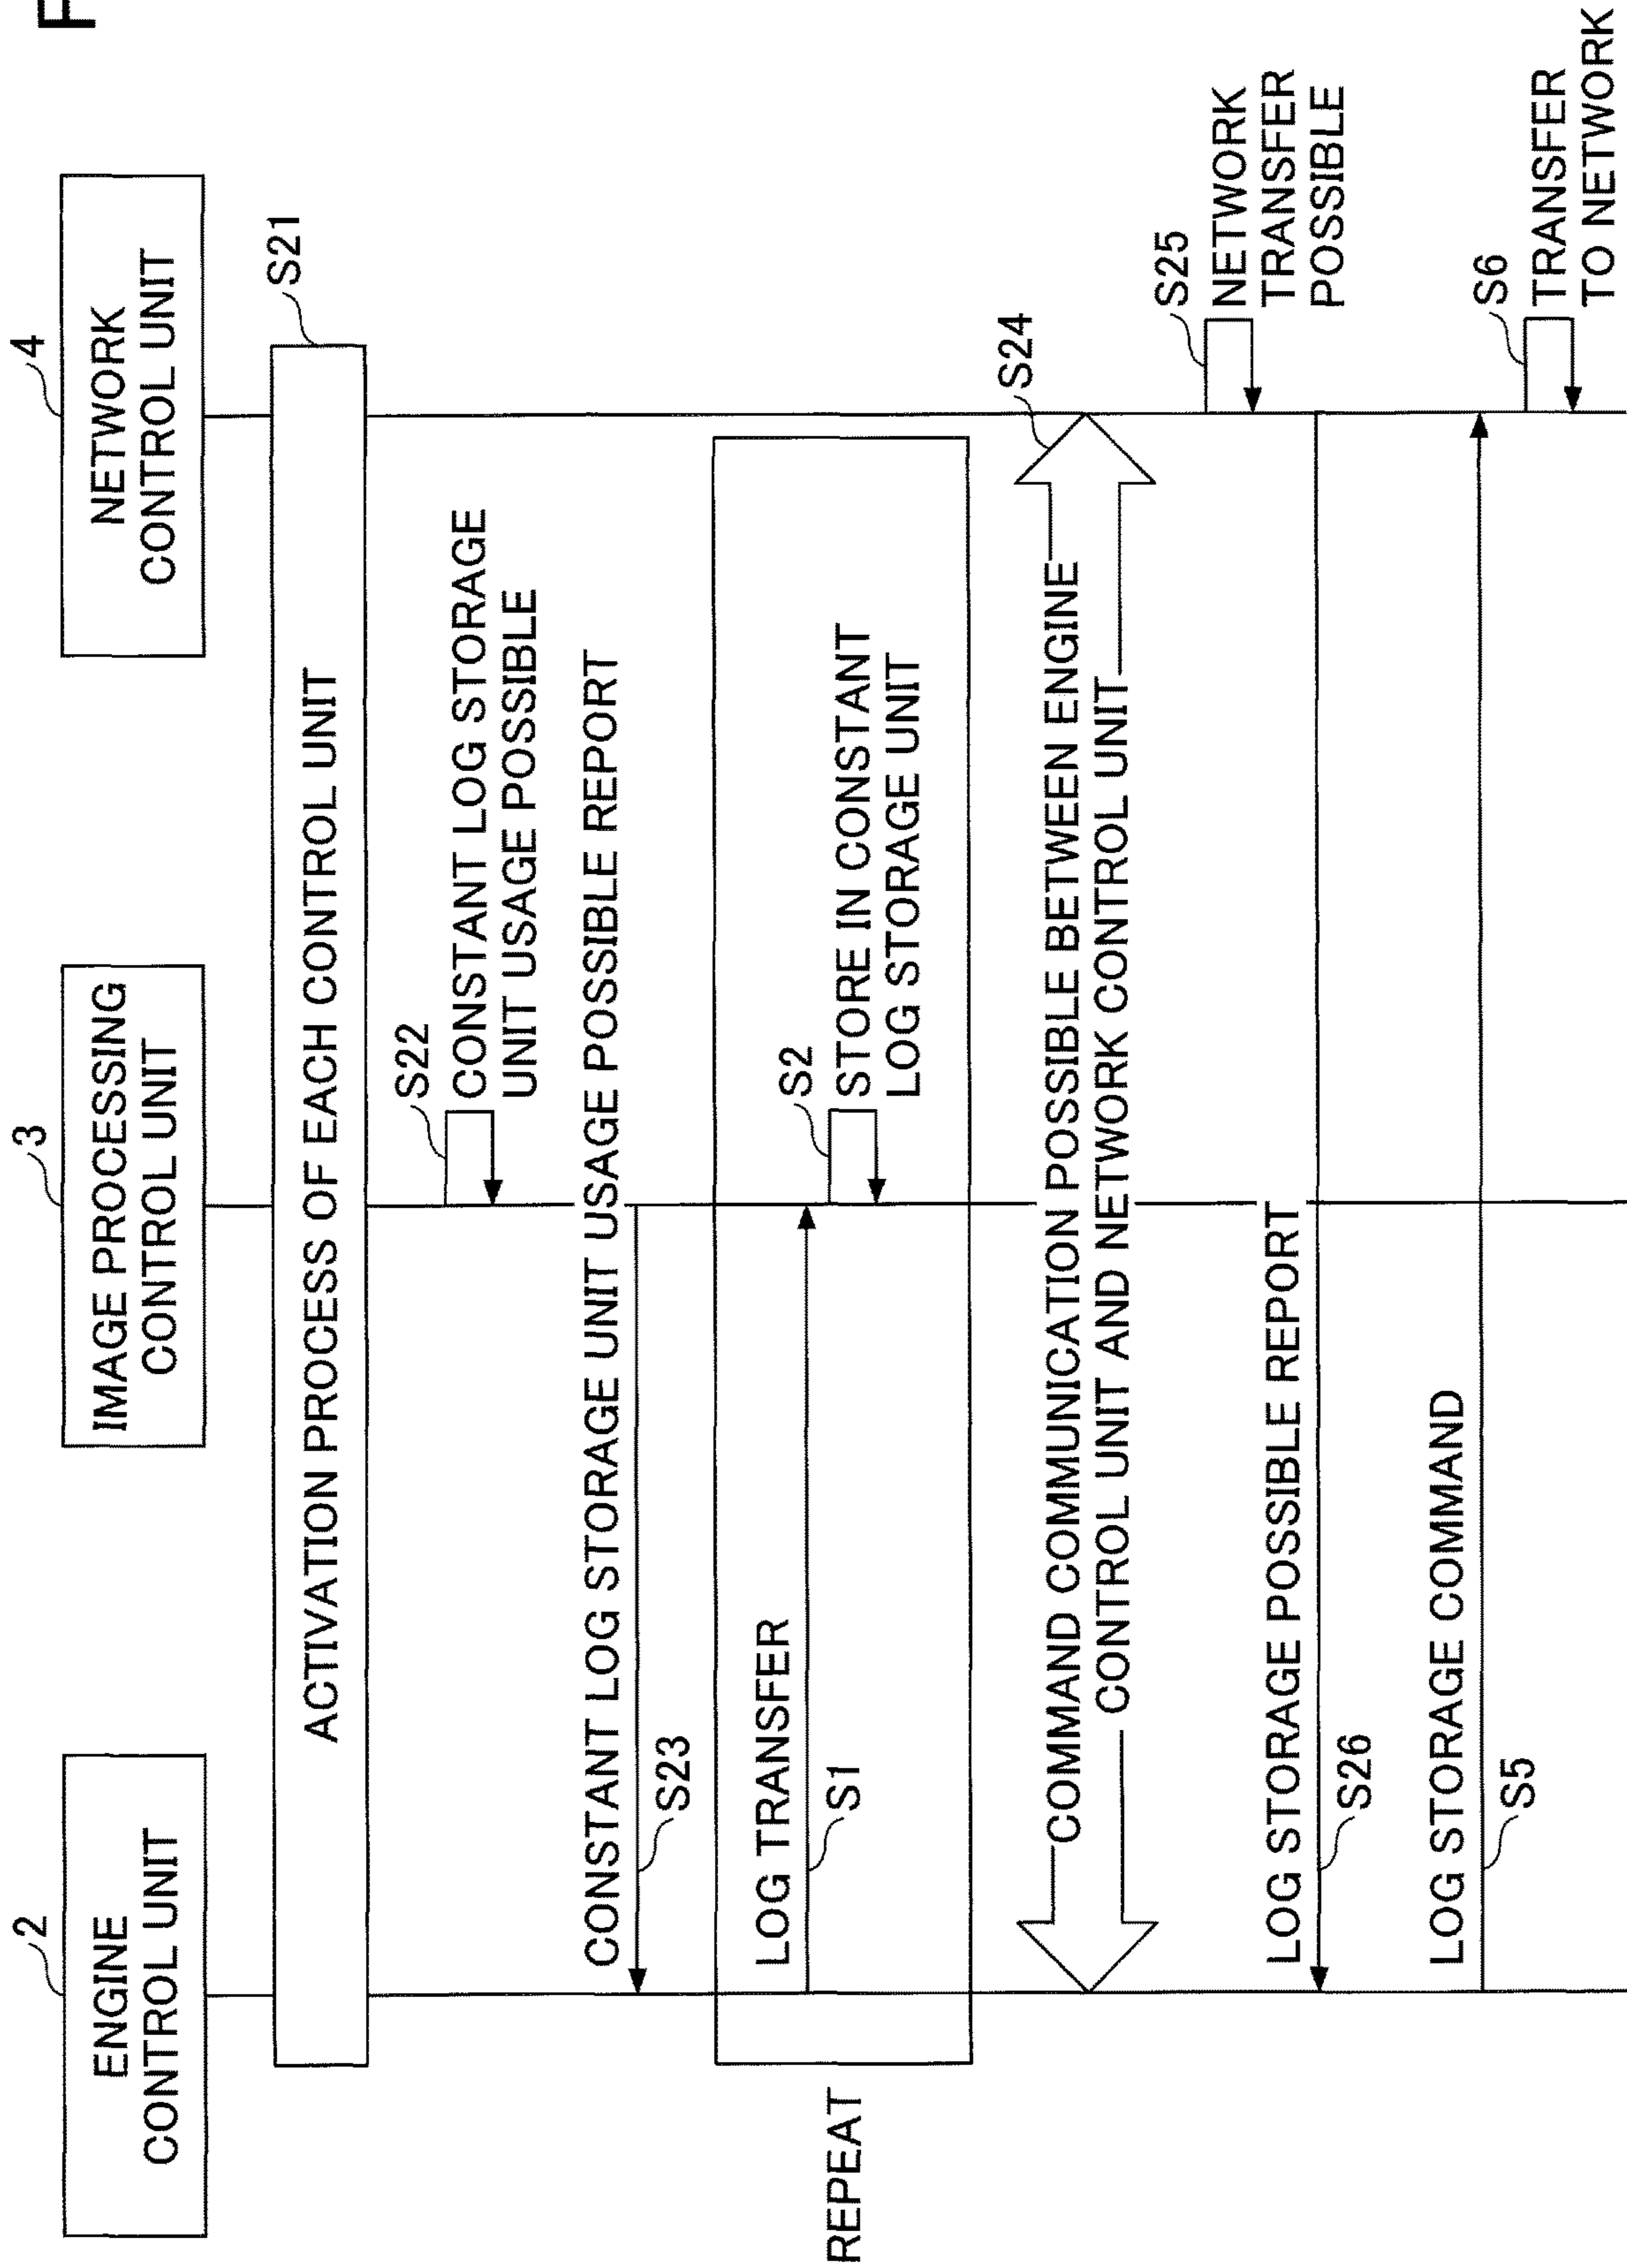 F
2
ENGINE
CONTROL UNIT
3
IMAGE PROCESSING
CONTROL UNIT
4
NETWORK
CONTROL UNIT
ACTIVATION PROCESS OF EACH CONTROL UNIT
S21
S22
CONSTANT LOG STORAGE
UNIT USAGE POSSIBLE
CONSTANT LOG STORAGE UNIT USAGE POSSIBLE REPORT
S23
REPEAT
LOG TRANSFER
S1
S2
STORE IN CONSTANT
LOG STORAGE UNIT
S24
COMMAND COMMUNICATION POSSIBLE BETWEEN ENGINE
CONTROL UNIT AND NETWORK CONTROL UNIT
S25
NETWORK
TRANSFER
POSSIBLE
LOG STORAGE POSSIBLE REPORT
S26
LOG STORAGE COMMAND
S5
S6
TRANSFER
TO NETWORK